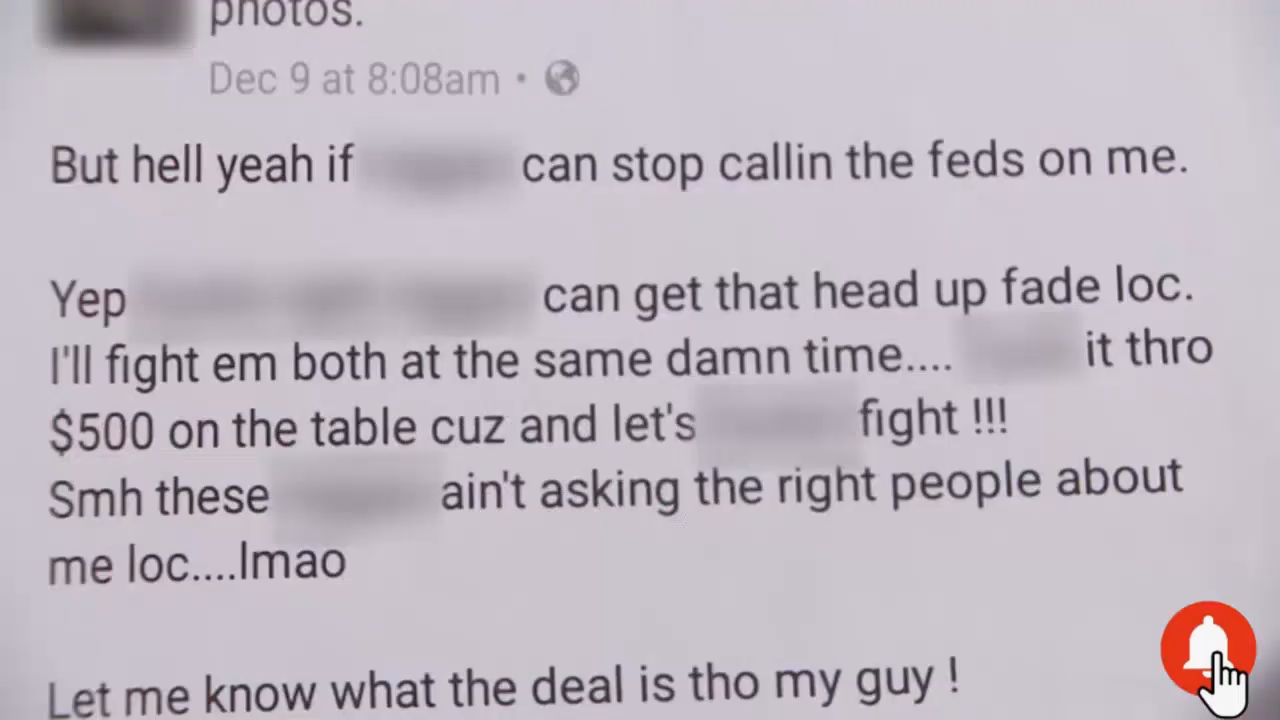 photos.
Dec 9 at 8:08am ·
But hell yeah if can stop callin the feds on me.
Yep can get that head up fade loc.
I'll fight em both at the same damn time.... it thro
$500 on the table cuz and let's fight !!!
Smh these ain't asking the right people about
me loc....lmao
Let me know what the deal is tho my guy !